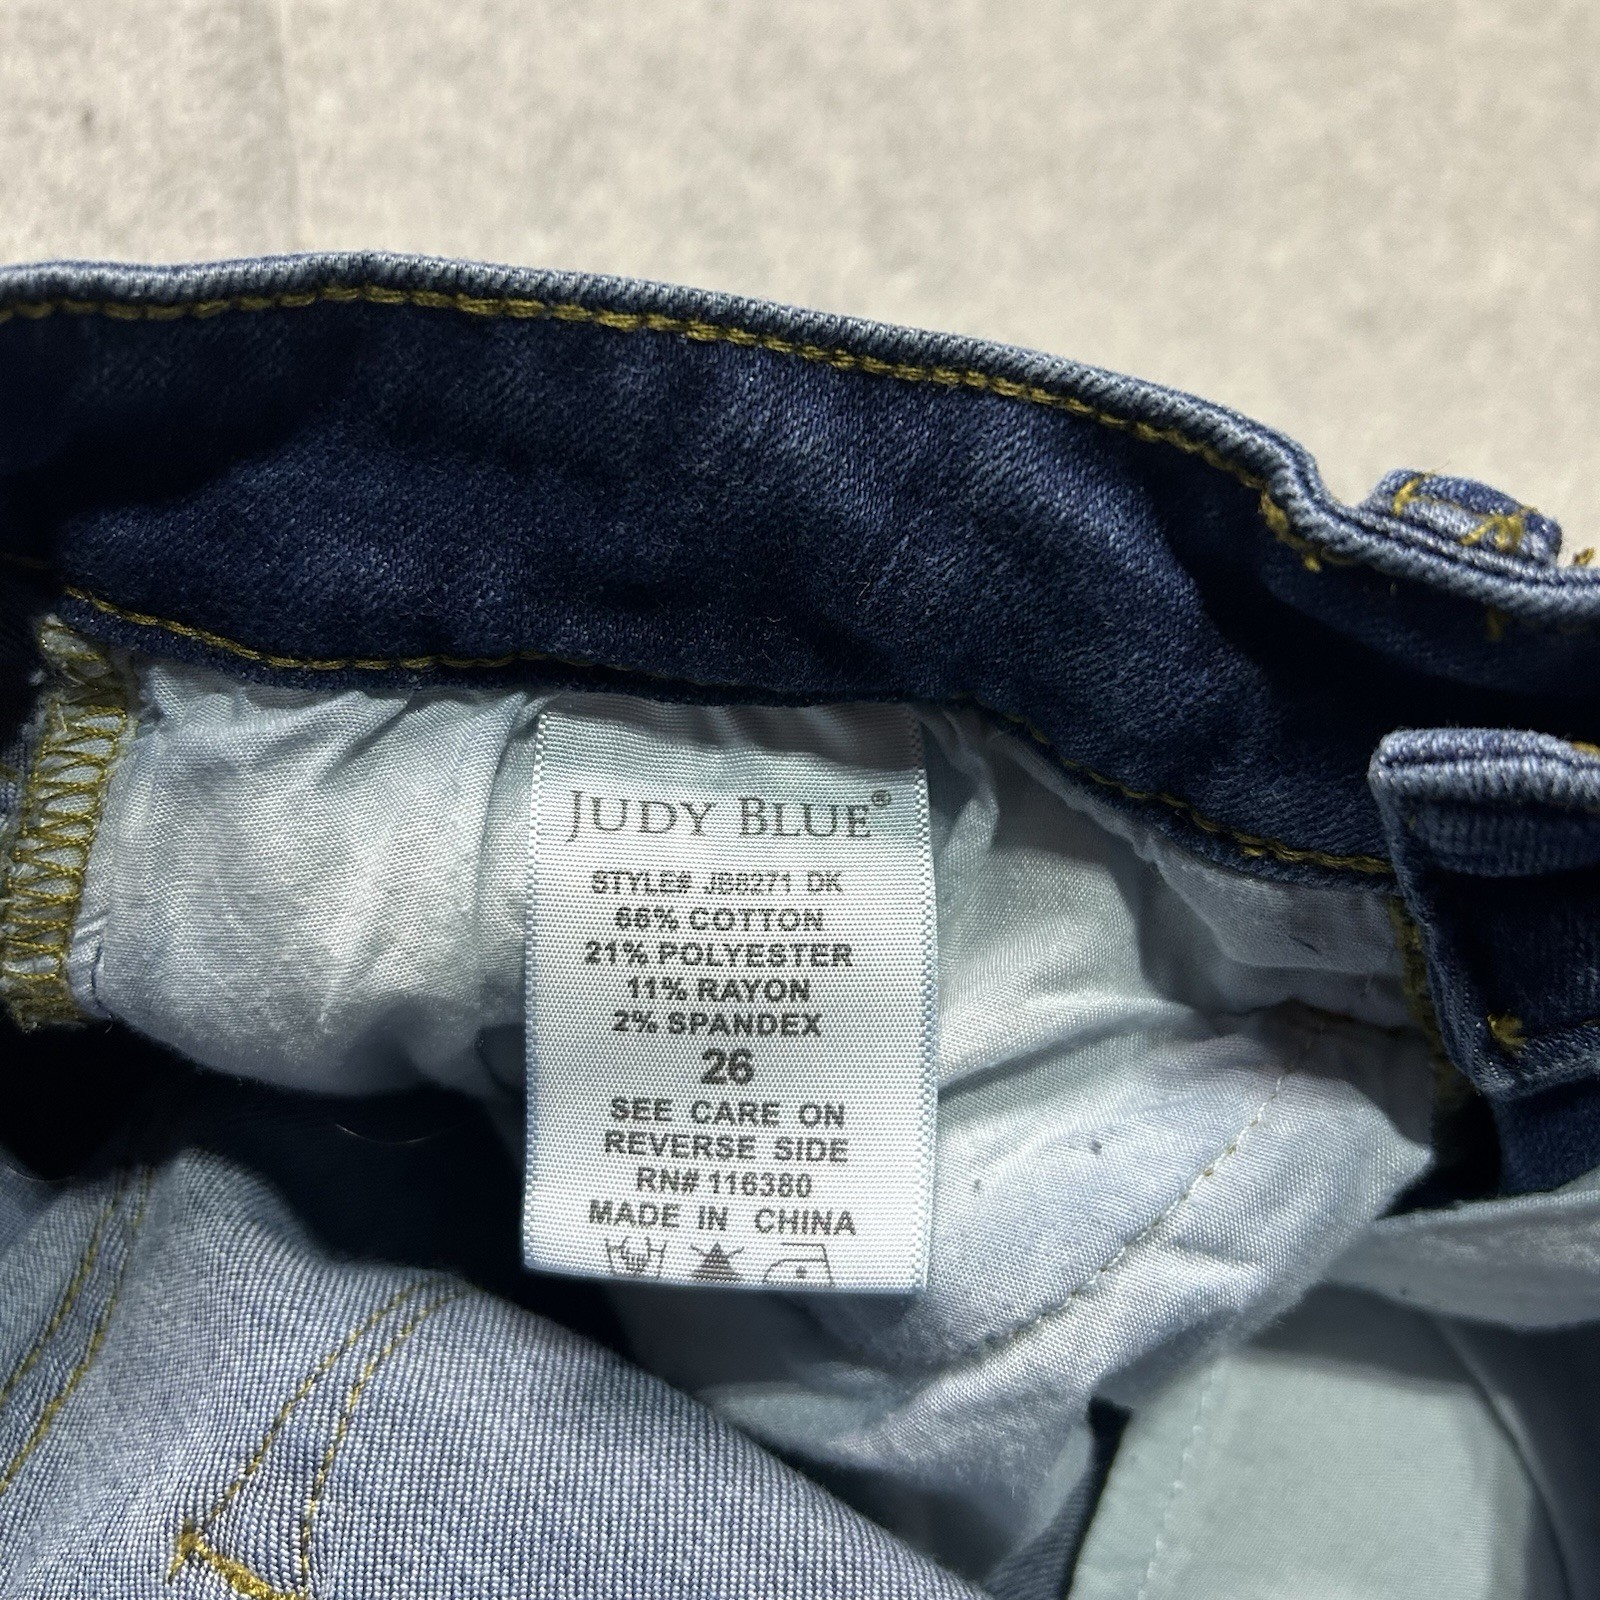 JUDY BLUE®
STYLE# JB8271 DK
66% COTTON
21% POLYESTER
11% RAYON
2% SPANDEX
26
SEE CARE ON
REVERSE SIDE
RN# 116380
MADE IN CHINA